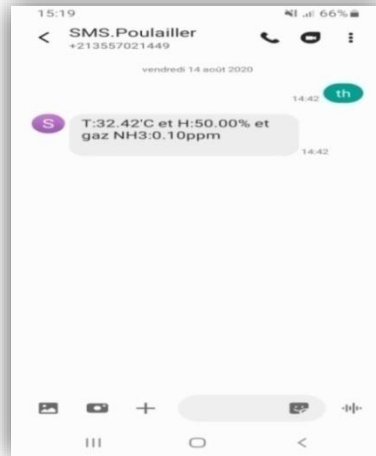 15:19 66%
SMS.Poulailler
+213557021449
vendredi 14 août 2020
14:42 th
S
T:32.42'C et H:50.00% et
gaz NH3:0.10ppm
14:42